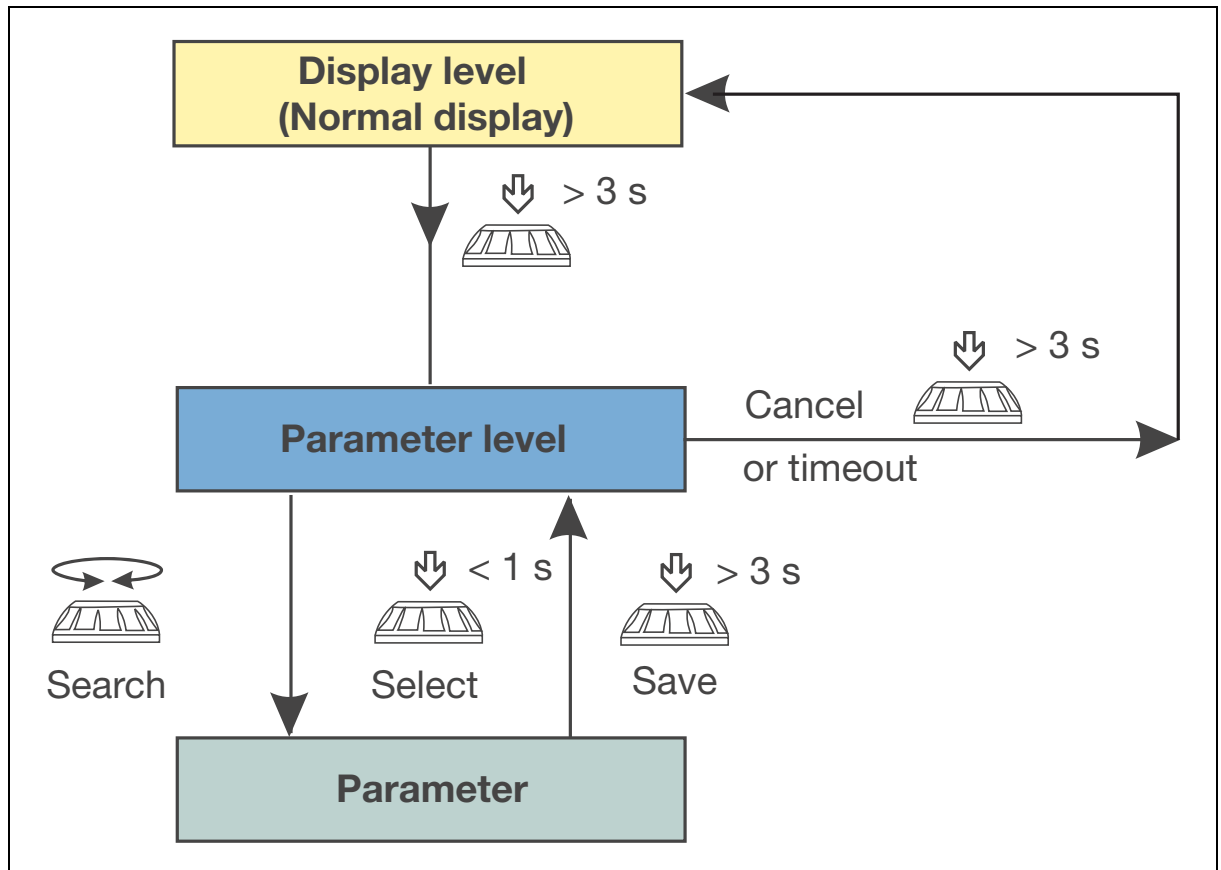 Display level
(Normal display)
> 3 s
> 3 s
Parameter level
Cancel
or timeout
< 1 s
> 3 s
Search
Select
Save
Parameter